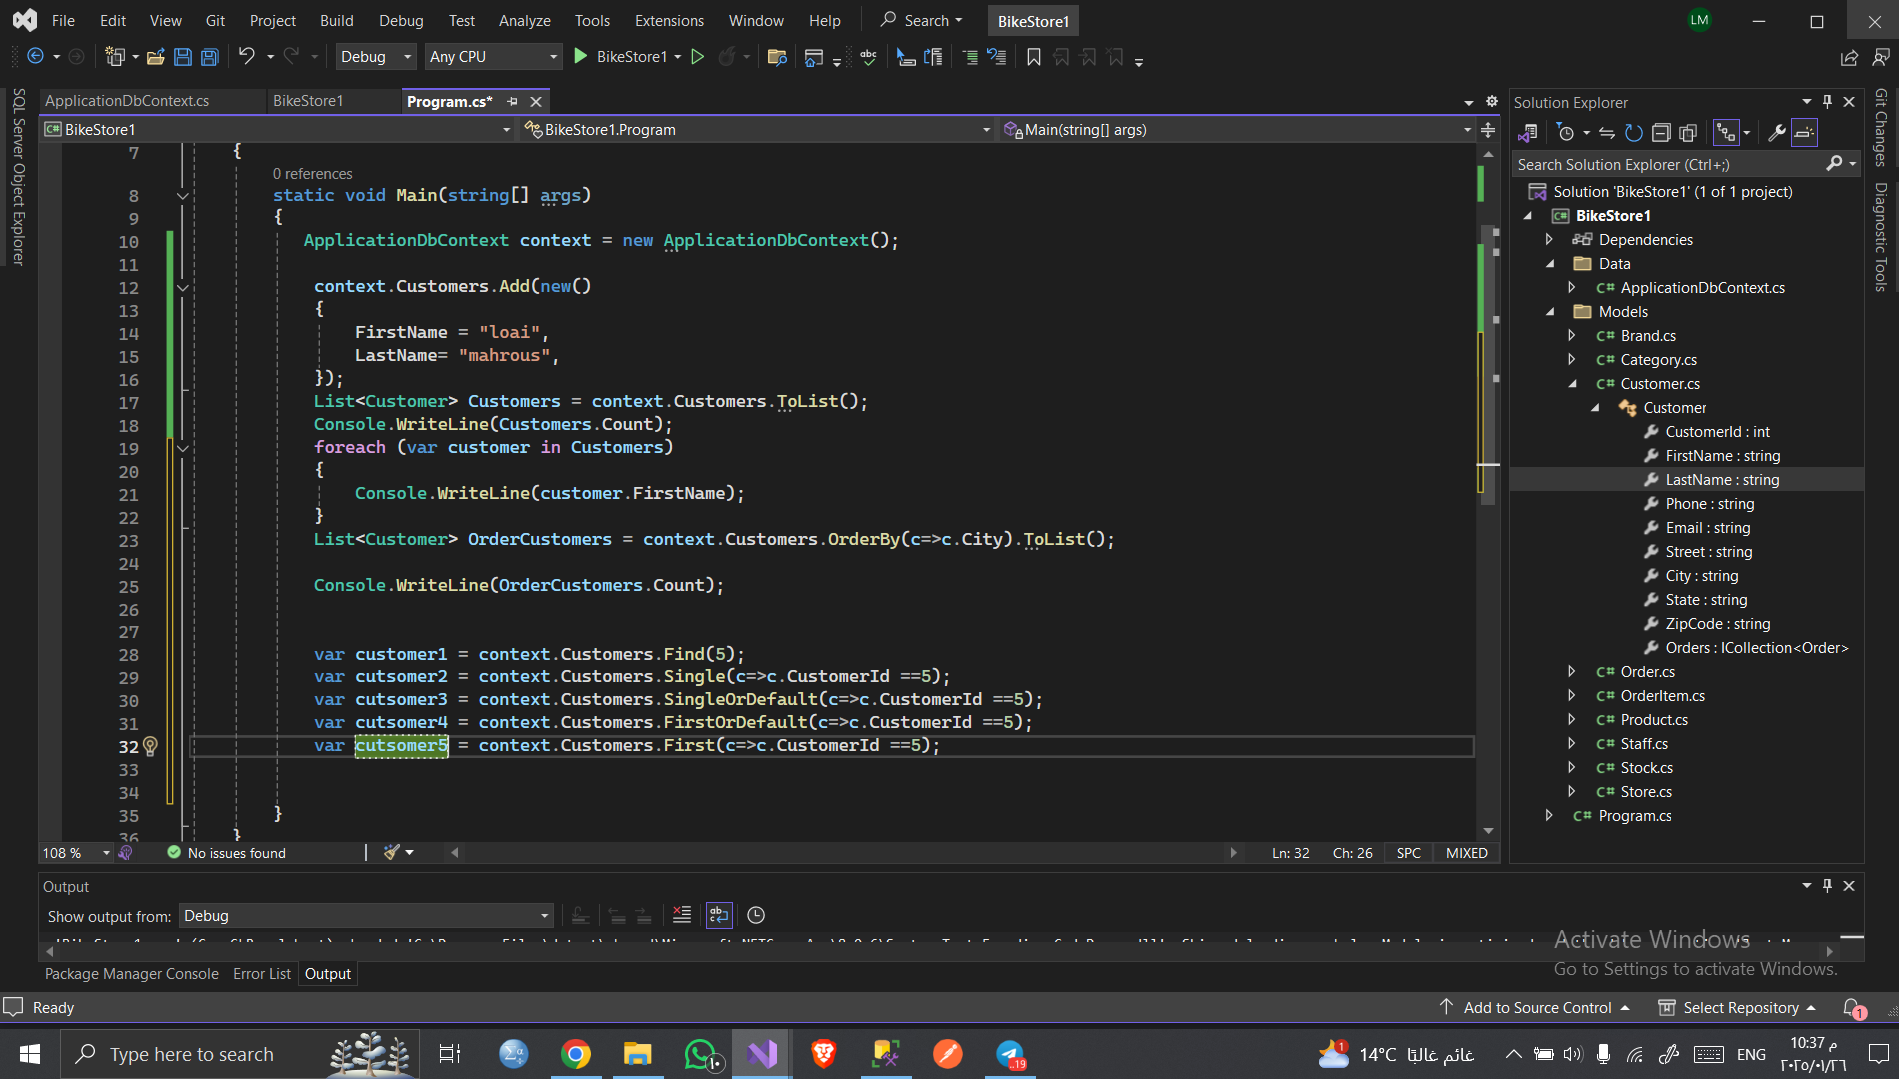 File Edit View Git Project Build Debug Test Analyze Tools Extensions Window Help Search BikeStore1 LM
Debug Any CPU BikeStore1
SQL Server Object Explorer
ApplicationDbContext.cs BikeStore1 Program.cs*
BikeStore1 BikeStore1.Program Main(string[] args)
7 {
0 references
8 static void Main(string[] args)
9 {
10 ApplicationDbContext context = new ApplicationDbContext();
11
12 context.Customers.Add(new()
13 {
14 FirstName = "loai",
15 LastName= "mahrous",
16 });
17 List<Customer> Customers = context.Customers.ToList();
18 Console.WriteLine(Customers.Count);
19 foreach (var customer in Customers)
20 {
21 Console.WriteLine(customer.FirstName);
22 }
23 List<Customer> OrderCustomers = context.Customers.OrderBy(c=>c.City).ToList();
24
25 Console.WriteLine(OrderCustomers.Count);
26
27
28 var customer1 = context.Customers.Find(5);
29 var cutsomer2 = context.Customers.Single(c=>c.CustomerId ==5);
30 var cutsomer3 = context.Customers.SingleOrDefault(c=>c.CustomerId ==5);
31 var cutsomer4 = context.Customers.FirstOrDefault(c=>c.CustomerId ==5);
32 var cutsomer5 = context.Customers.First(c=>c.CustomerId ==5);
33
34
35 }
36 }
108 % No issues found Ln: 32 Ch: 26 SPC MIXED
Solution Explorer
Search Solution Explorer (Ctrl+;)
Solution 'BikeStore1' (1 of 1 project)
BikeStore1
Dependencies
Data
C# ApplicationDbContext.cs
Models
C# Brand.cs
C# Category.cs
C# Customer.cs
Customer
CustomerId : int
FirstName : string
LastName : string
Phone : string
Email : string
Street : string
City : string
State : string
ZipCode : string
Orders : ICollection<Order>
C# Order.cs
C# OrderItem.cs
C# Product.cs
C# Staff.cs
C# Stock.cs
C# Store.cs
C# Program.cs
Git Changes
Diagnostic Tools
Output
Show output from: Debug
Activate Windows
Go to Settings to activate Windows.
Package Manager Console Error List Output
Ready Add to Source Control Select Repository 1
Type here to search ١٠ ..19 1 14°C غائم غالبًا ENG 10:37 م
٢٠٢٥/٠١/٢٦